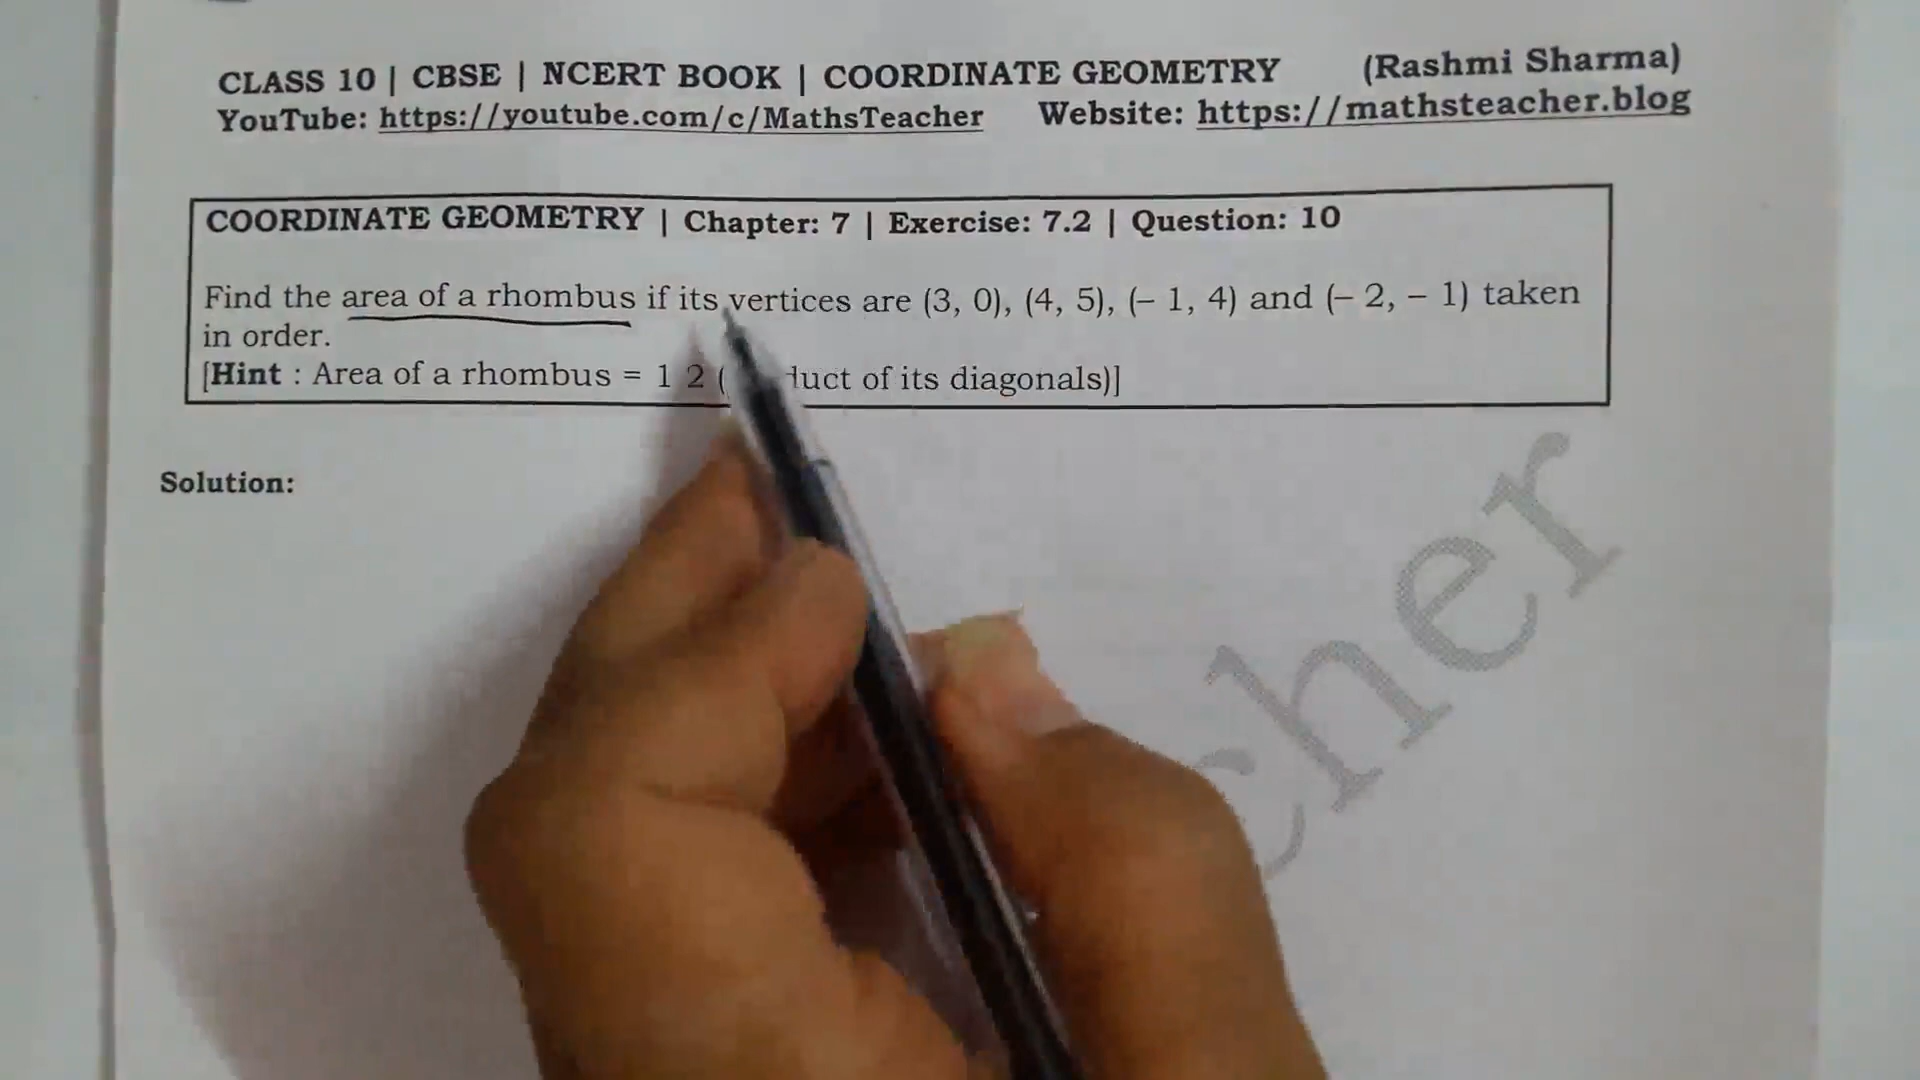 CLASS 10 | CBSE | NCERT BOOK | COORDINATE GEOMETRY (Rashmi Sharma)
YouTube: https://youtube.com/c/MathsTeacher Website: https://mathsteacher.blog
COORDINATE GEOMETRY | Chapter: 7 | Exercise: 7.2 | Question: 10
Find the area of a rhombus if its vertices are (3, 0), (4, 5), (– 1, 4) and (– 2, – 1) taken
in order.
[Hint : Area of a rhombus = 1 2 ( duct of its diagonals)]
Solution:
cher